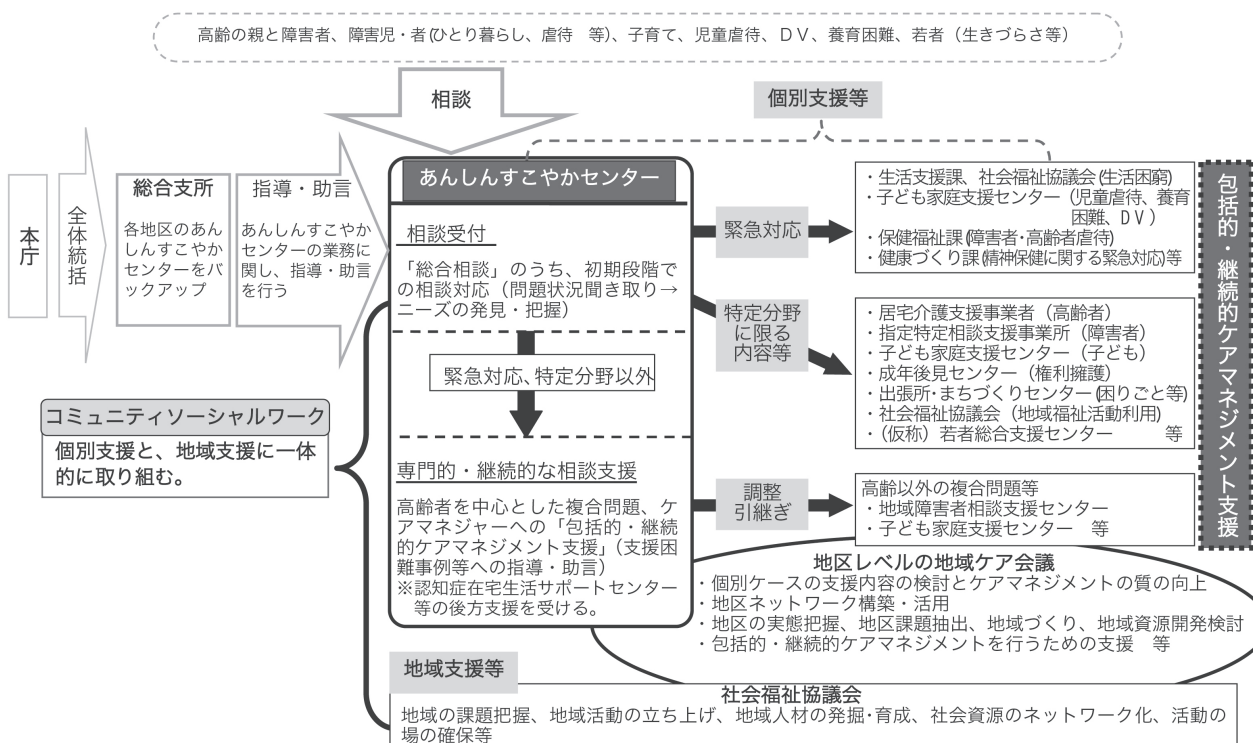 高齢の親と障害者、障害児・者(ひとり暮らし、虐待　等)、子育て、児童虐待、ＤＶ、養育困難、若者（生きづらさ等）
相談
個別支援等
本庁
全体統括
総合支所
各地区のあん
しんすこやか
センターをバ
ックアップ
指導・助言
あんしんすこやか
センターの業務に
関し、指導・助言
を行う
あんしんすこやかセンター
相談受付
「総合相談」のうち、初期段階で
の相談対応（問題状況聞き取り→
ニーズの発見・把握）
緊急対応、特定分野以外
専門的・継続的な相談支援
高齢者を中心とした複合問題、ケ
アマネジャーへの「包括的・継続
的ケアマネジメント支援」（支援困
難事例等への指導・助言）
※認知症在宅生活サポートセンター
等の後方支援を受ける。
緊急対応
・生活支援課、社会福祉協議会(生活困窮)
・子ども家庭支援センター（児童虐待、養育
困難、ＤＶ）
・保健福祉課(障害者・高齢者虐待)
・健康づくり課(精神保健に関する緊急対応)等
特定分野
に限る
内容等
・居宅介護支援事業者（高齢者）
・指定特定相談支援事業所（障害者）
・子ども家庭支援センター（子ども）
・成年後見センター（権利擁護）
・出張所・まちづくりセンター(困りごと等)
・社会福祉協議会（地域福祉活動利用）
・（仮称）若者総合支援センター　　　等
調整
引継ぎ
高齢以外の複合問題等
・地域障害者相談支援センター
・子ども家庭支援センター　等
包括的・継続的ケアマネジメント支援
コミュニティソーシャルワーク
個別支援と、地域支援に一体
的に取り組む。
地区レベルの地域ケア会議
・個別ケースの支援内容の検討とケアマネジメントの質の向上
・地区ネットワーク構築・活用
・地区の実態把握、地区課題抽出、地域づくり、地域資源開発検討
・包括的・継続的ケアマネジメントを行うための支援　等
地域支援等
社会福祉協議会
地域の課題把握、地域活動の立ち上げ、地域人材の発掘・育成、社会資源のネットワーク化、活動の
場の確保等